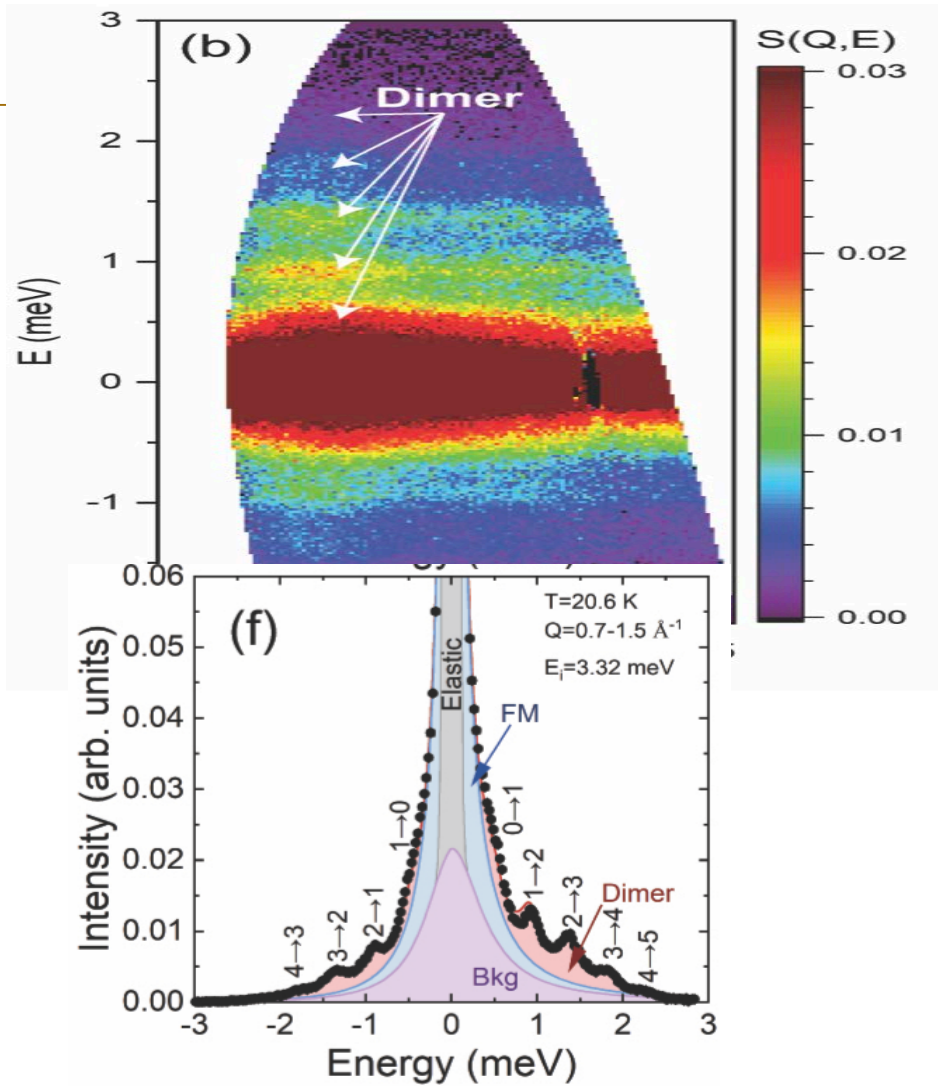 (b)
S(Q,E)
Dimer
3
2
1
0
-1
E (meV)
0.03
0.02
0.01
0.00
(f)
T=20.6 K
Q=0.7-1.5 Å⁻¹
Eᵢ=3.32 meV
Elastic
FM
Dimer
Bkg
4→3
3→2
2→1
1→0
0→1
1→2
2→3
3→4
4→5
0.06
0.05
0.04
0.03
0.02
0.01
0.00
Intensity (arb. units)
-3 -2 -1 0 1 2 3
Energy (meV)